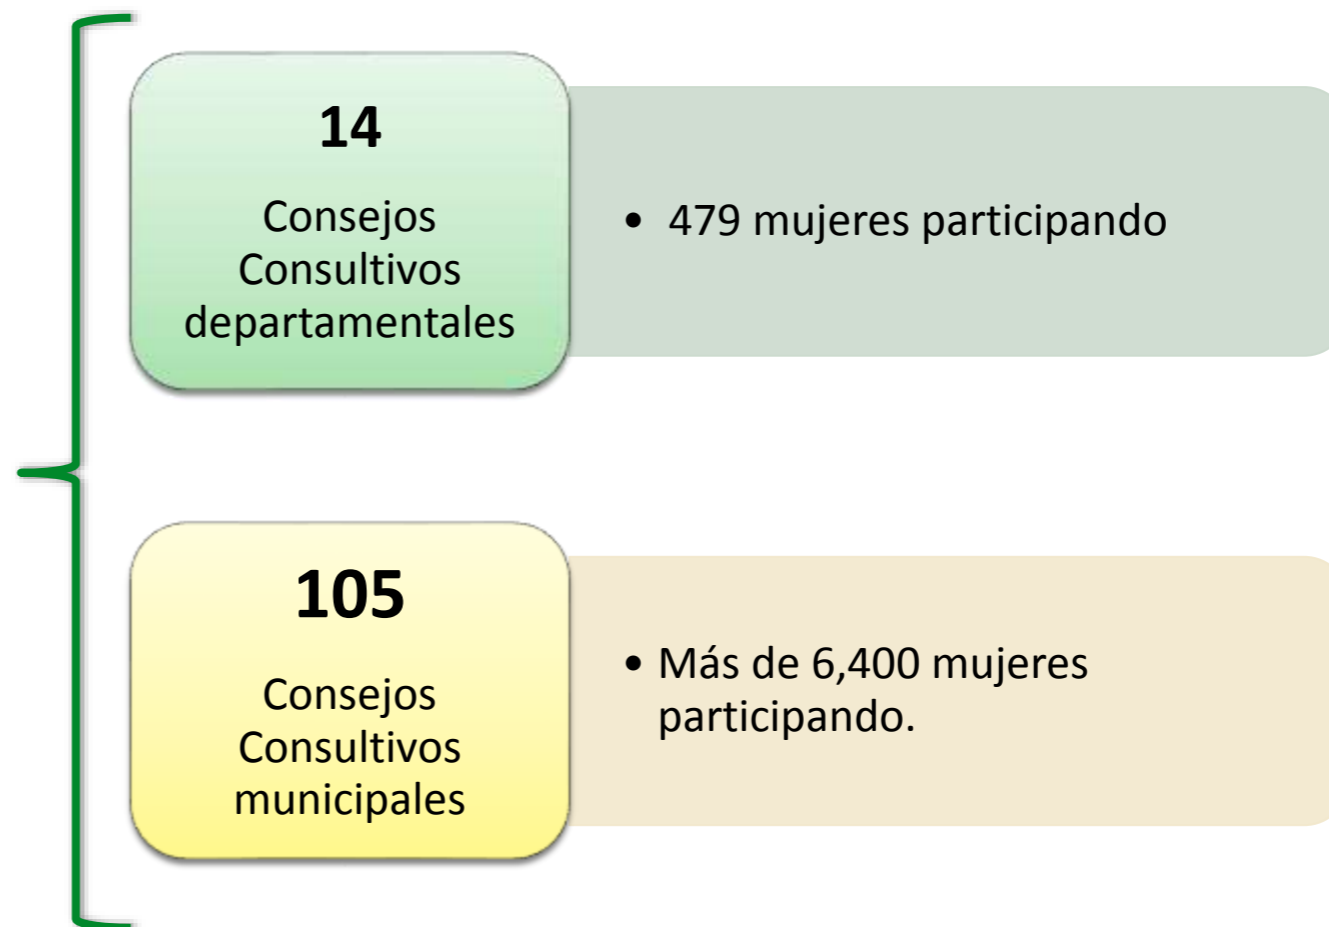 14
Consejos
Consultivos
departamentales
• 479 mujeres participando
105
Consejos
Consultivos
municipales
• Más de 6,400 mujeres
participando.